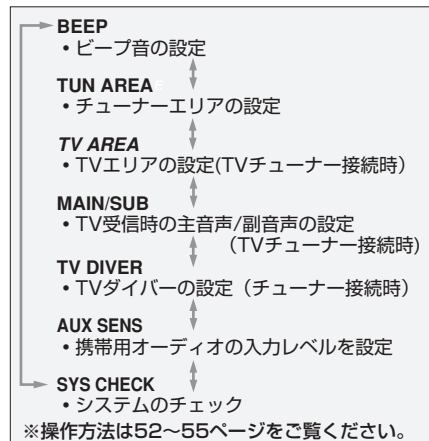 BEEP
• ビープ音の設定
TUN AREA
• チューナーエリアの設定
TV AREA
• TVエリアの設定(TVチューナー接続時)
MAIN/SUB
• TV受信時の主音声/副音声の設定
（TVチューナー接続時)
TV DIVER
• TVダイバーの設定（チューナー接続時）
AUX SENS
• 携帯用オーディオの入力レベルを設定
SYS CHECK
• システムのチェック
※操作方法は52〜55ページをご覧ください。